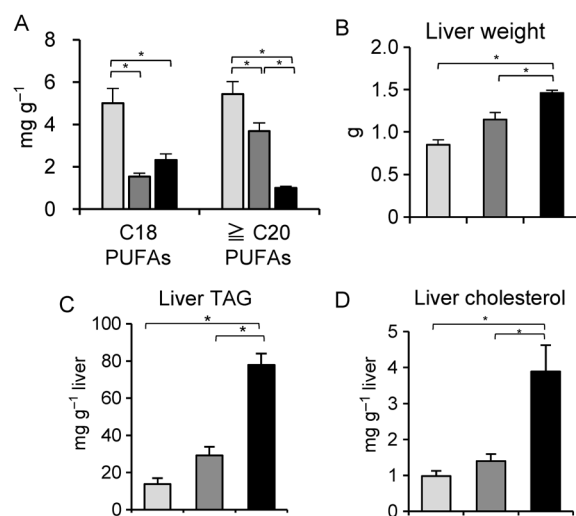 A
8
6
4
2
0
mg g⁻¹
*
*
*
*
*
C18
PUFAs
≧ C20
PUFAs
B
Liver weight
2.0
1.5
1.0
0.5
0
g
*
*
C
Liver TAG
100
80
60
40
20
0
mg g⁻¹ liver
*
*
D
Liver cholesterol
5
4
3
2
1
0
mg g⁻¹ liver
*
*